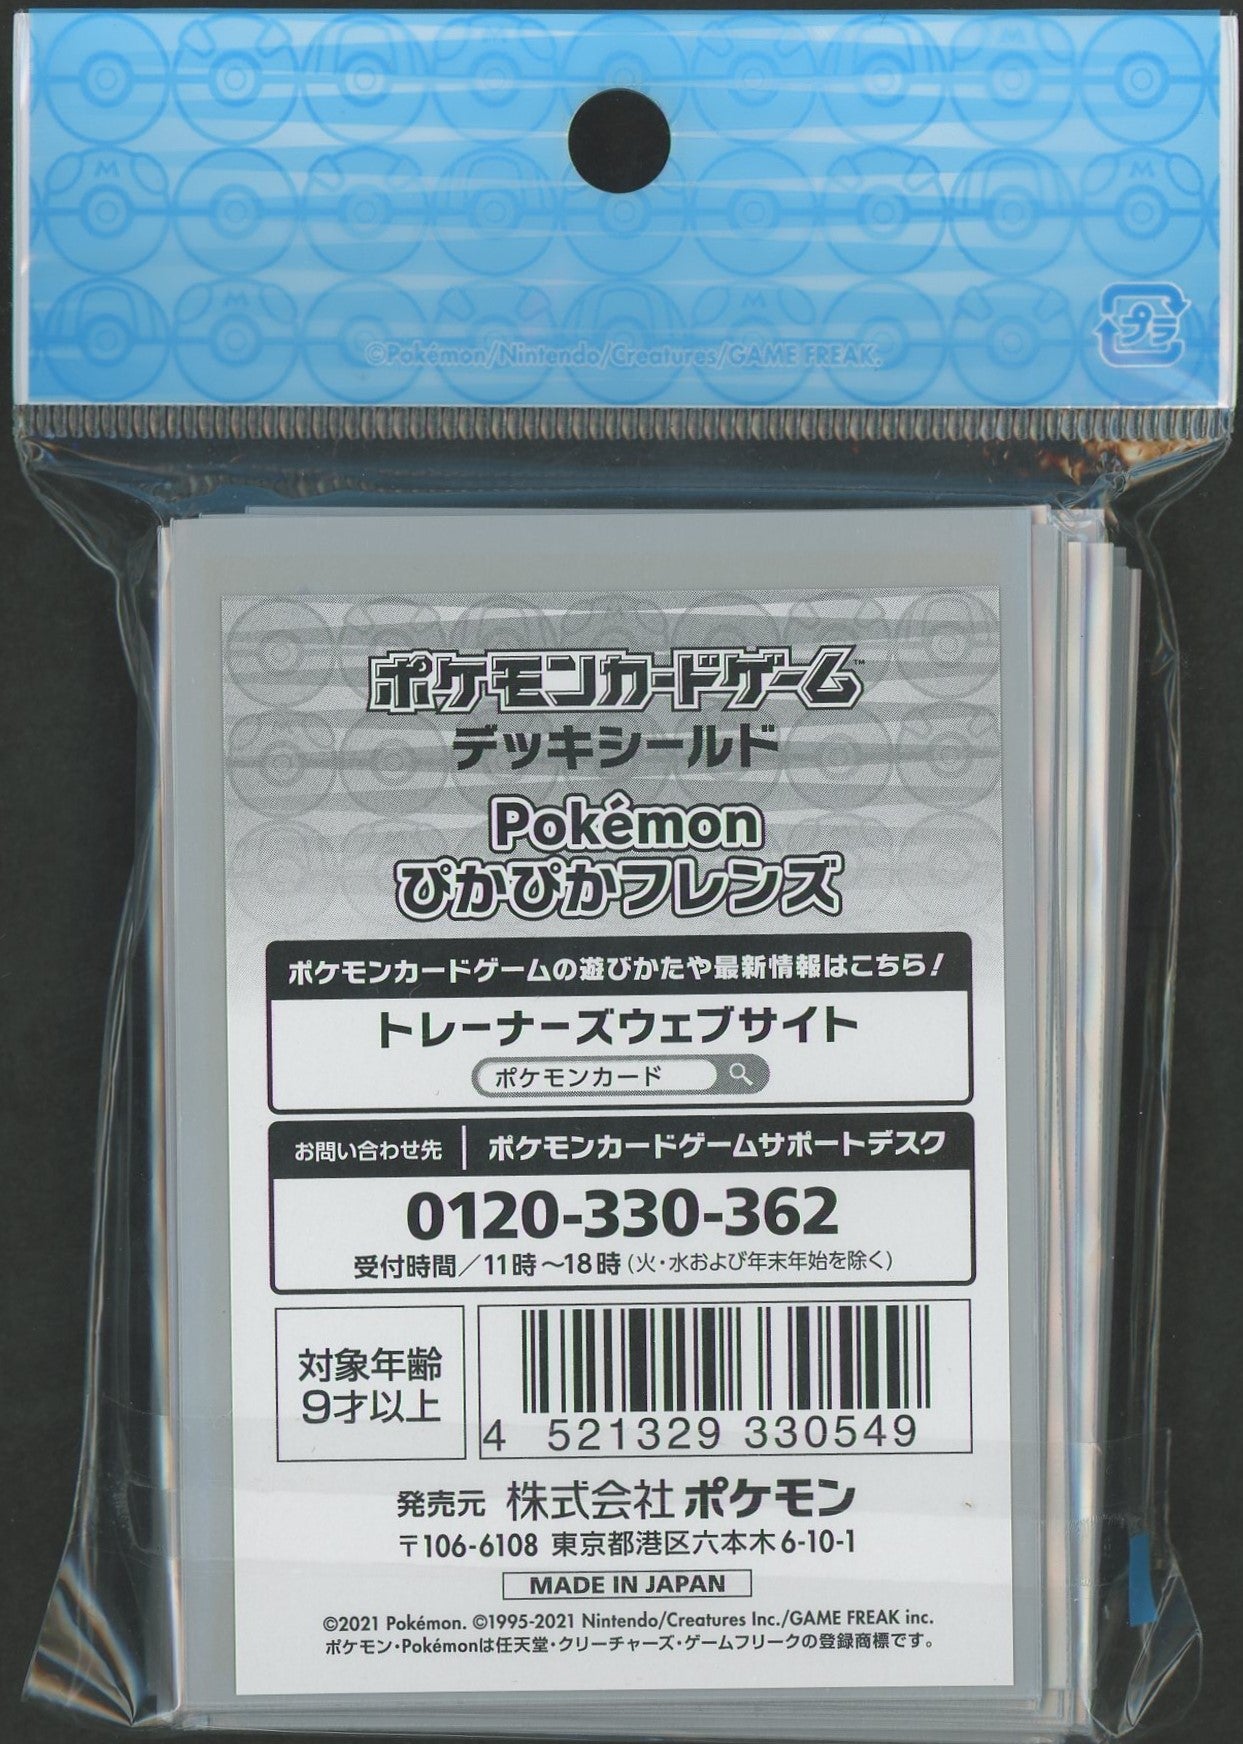 ©Pokémon/Nintendo/Creatures/GAME FREAK.
プラ
ポケモンカードゲーム™
デッキシールド
Pokémon
ぴかぴかフレンズ
ポケモンカードゲームの遊びかたや最新情報はこちら！
トレーナーズウェブサイト
ポケモンカード
お問い合わせ先 | ポケモンカードゲームサポートデスク
0120-330-362
受付時間／11時～18時（火・水および年末年始を除く）
対象年齢
9才以上
4 521329 330549
発売元 株式会社ポケモン
〒106-6108 東京都港区六本木6-10-1
MADE IN JAPAN
©2021 Pokémon. ©1995-2021 Nintendo/Creatures Inc./GAME FREAK inc.
ポケモン・Pokémonは任天堂・クリーチャーズ・ゲームフリークの登録商標です。